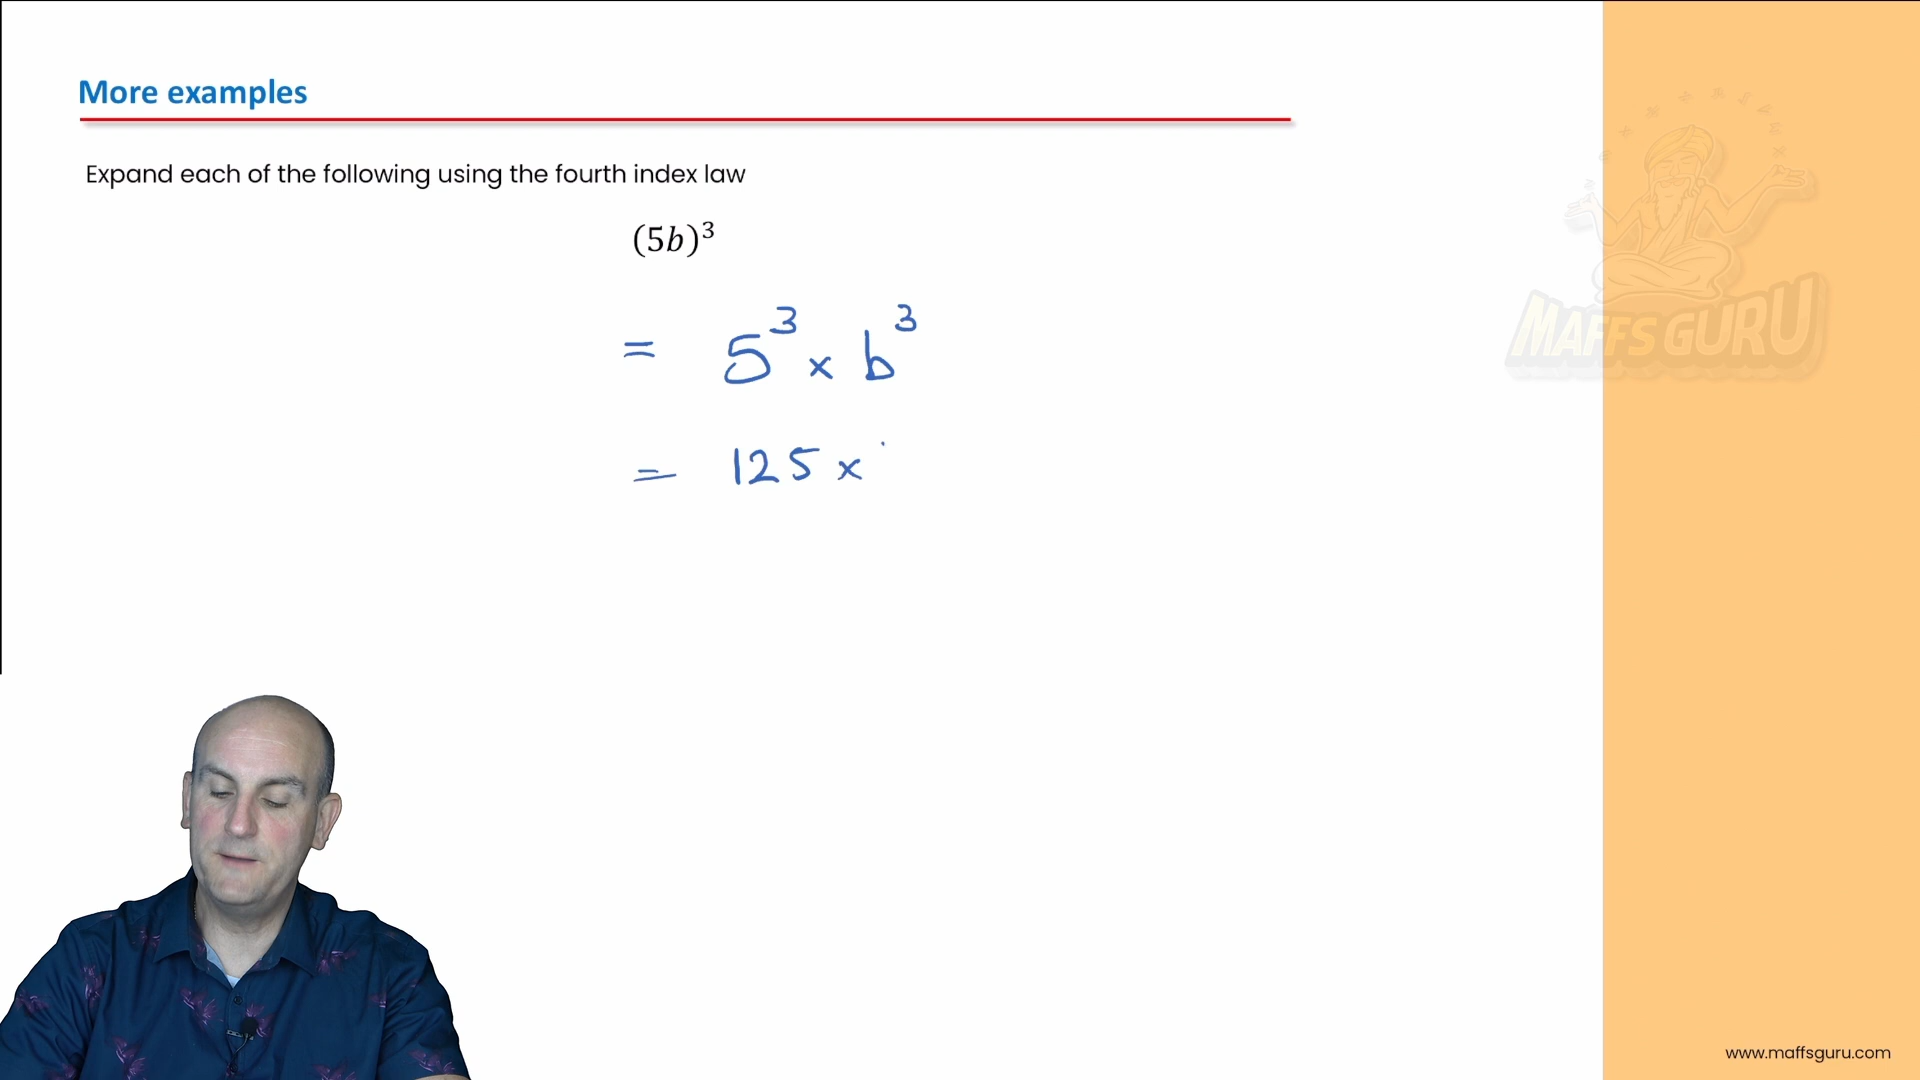 More examples
Expand each of the following using the fourth index law
(5b)³
= 5³ × b³
= 125 ×
MAFFS GURU
www.maffsguru.com